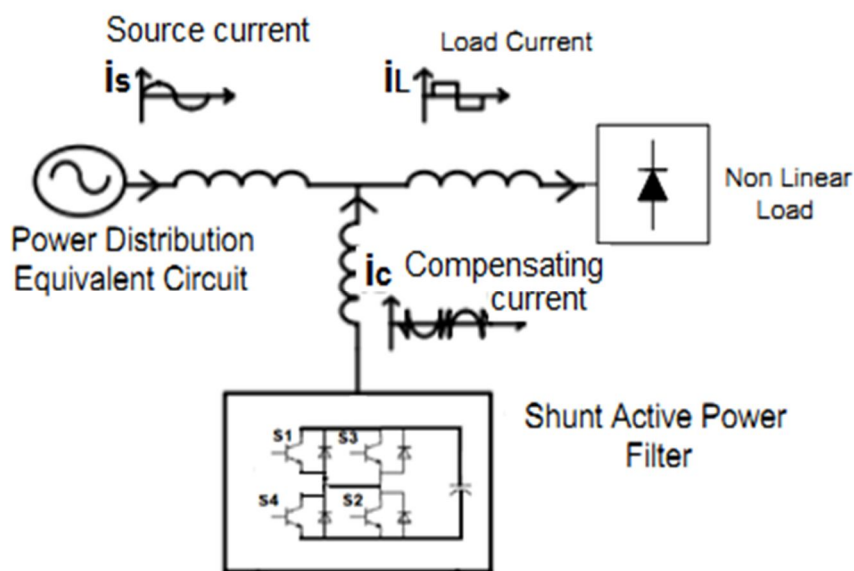 Source current
is
Load Current
iL
Non Linear
Load
Power Distribution
Equivalent Circuit
ic
Compensating
current
Shunt Active Power
Filter
S1
S3
S4
S2